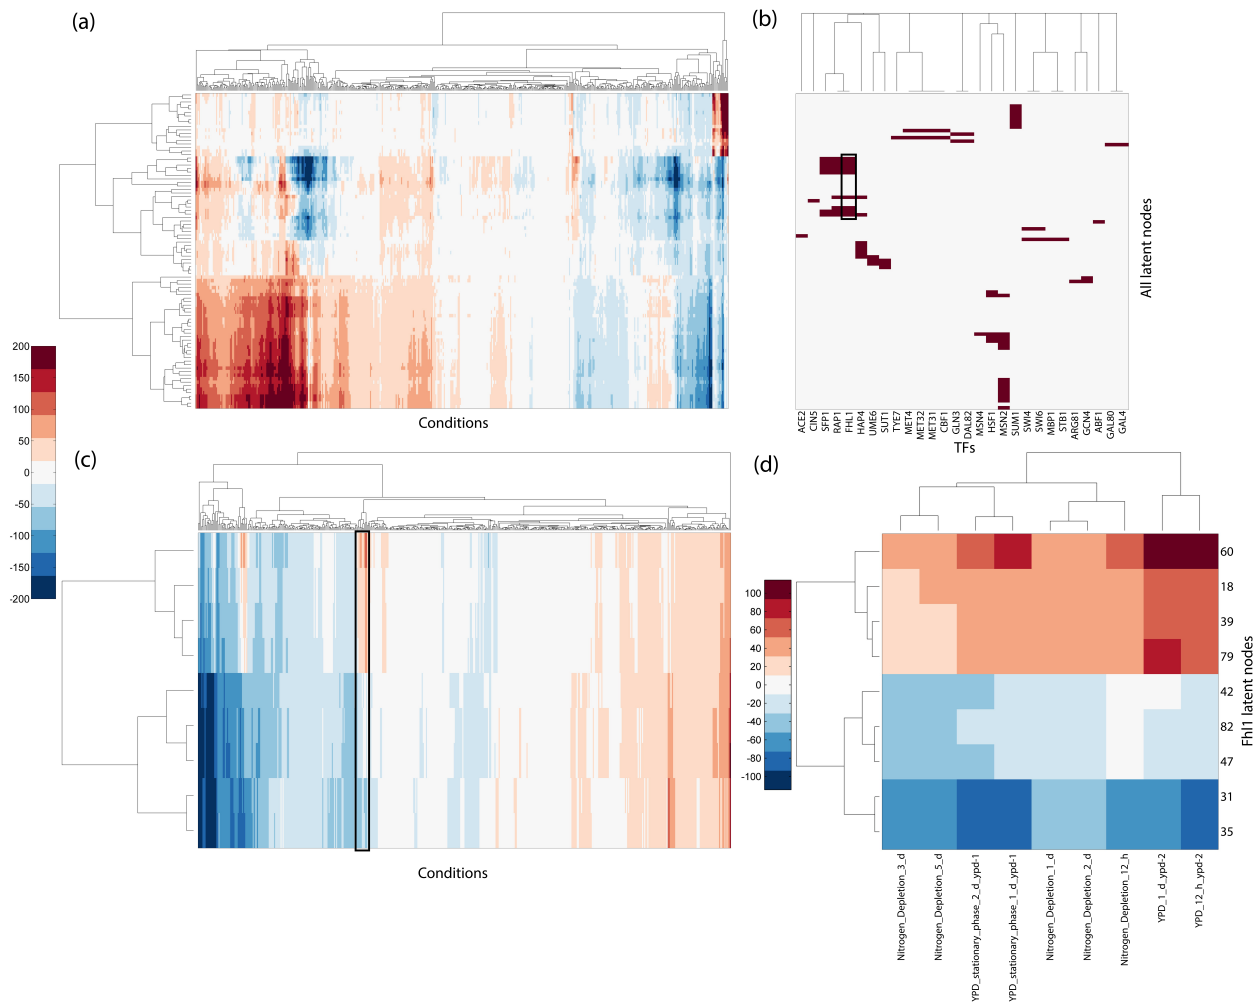 (a)
(b)
All latent nodes
Conditions
200
150
100
50
0
-50
-100
-150
-200
ACE2
CIN5
SFP1
RAP1
FHL1
HAP4
UME6
SUT1
TYE7
MET4
MET32
MET31
CBF1
GLN3
DAL82
MSN4
HSF1
MSN2
SUM1
SWI4
SWI6
MBP1
STB1
ARG81
GCN4
ABF1
GAL80
GAL4
TFs
(c)
Conditions
(d)
100
80
60
40
20
0
-20
-40
-60
-80
-100
60
18
39
79
42
82
47
31
35
Fhl1 latent nodes
Nitrogen_Depletion_3_d
Nitrogen_Depletion_5_d
YPD_stationary_phase_2_d_ypd-1
YPD_stationary_phase_1_d_ypd-1
Nitrogen_Depletion_1_d
Nitrogen_Depletion_2_d
Nitrogen_Depletion_12_h
YPD_1_d_ypd-2
YPD_12_h_ypd-2